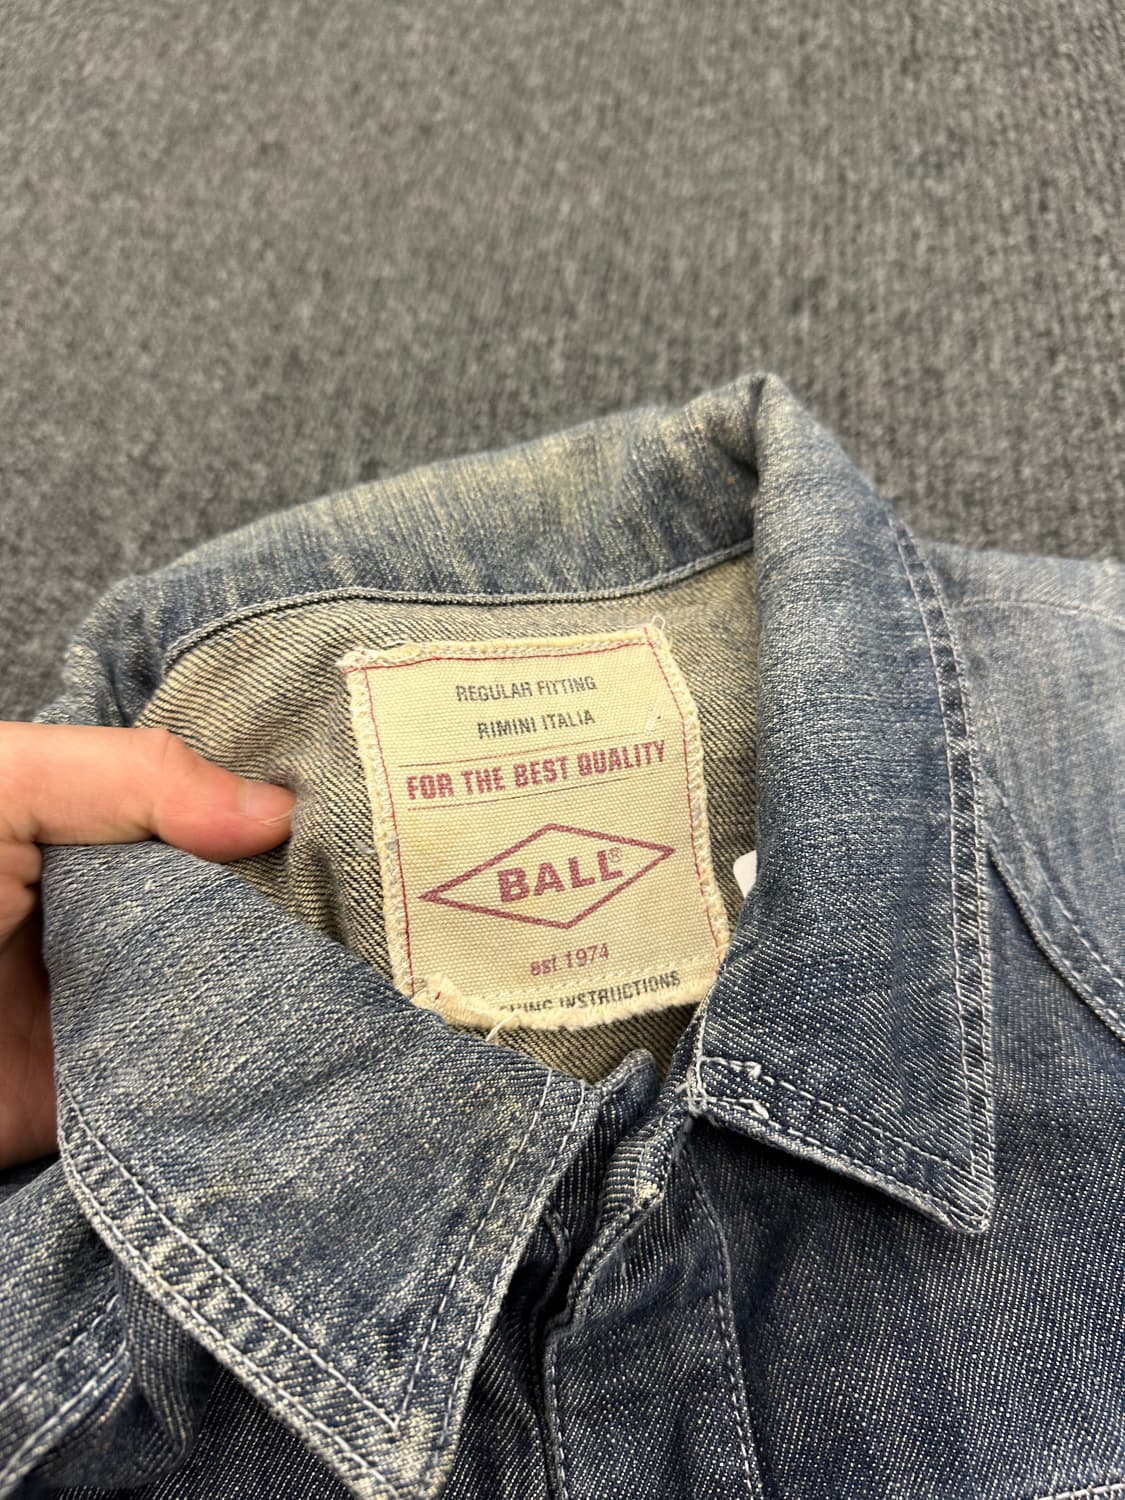 REGULAR FITTING
RIMINI ITALIA
FOR THE BEST QUALITY
BALL®
est 1974
INSTRUCTIONS